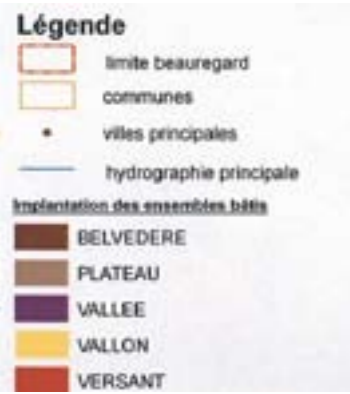 Légende
limite beauregard
communes
villes principales
hydrographie principale
Implantation des ensembles bâtis
BELVEDERE
PLATEAU
VALLEE
VALLON
VERSANT